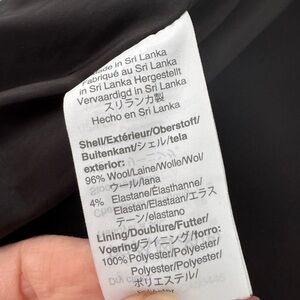 Made in Sri Lanka
Fabriqué au Sri Lanka
in Sri Lanka Hergestellt
Vervaardigd in Sri Lanka
スリランカ製
Hecho en Sri Lanka
Shell/Extérieur/Oberstoff/
Buitenkant/シェル/tela
exterior:
96% Wool/Laine/Wolle/Wol/
ウール/lana
4% Elastane/Élasthanne/
Elastan/Elastaan/エラス
テーン/elastano
Lining/Doublure/Futter/
Voering/ライニング/forro:
100% Polyester/Polyester/
Polyester/Polyester/
ポリエステル/